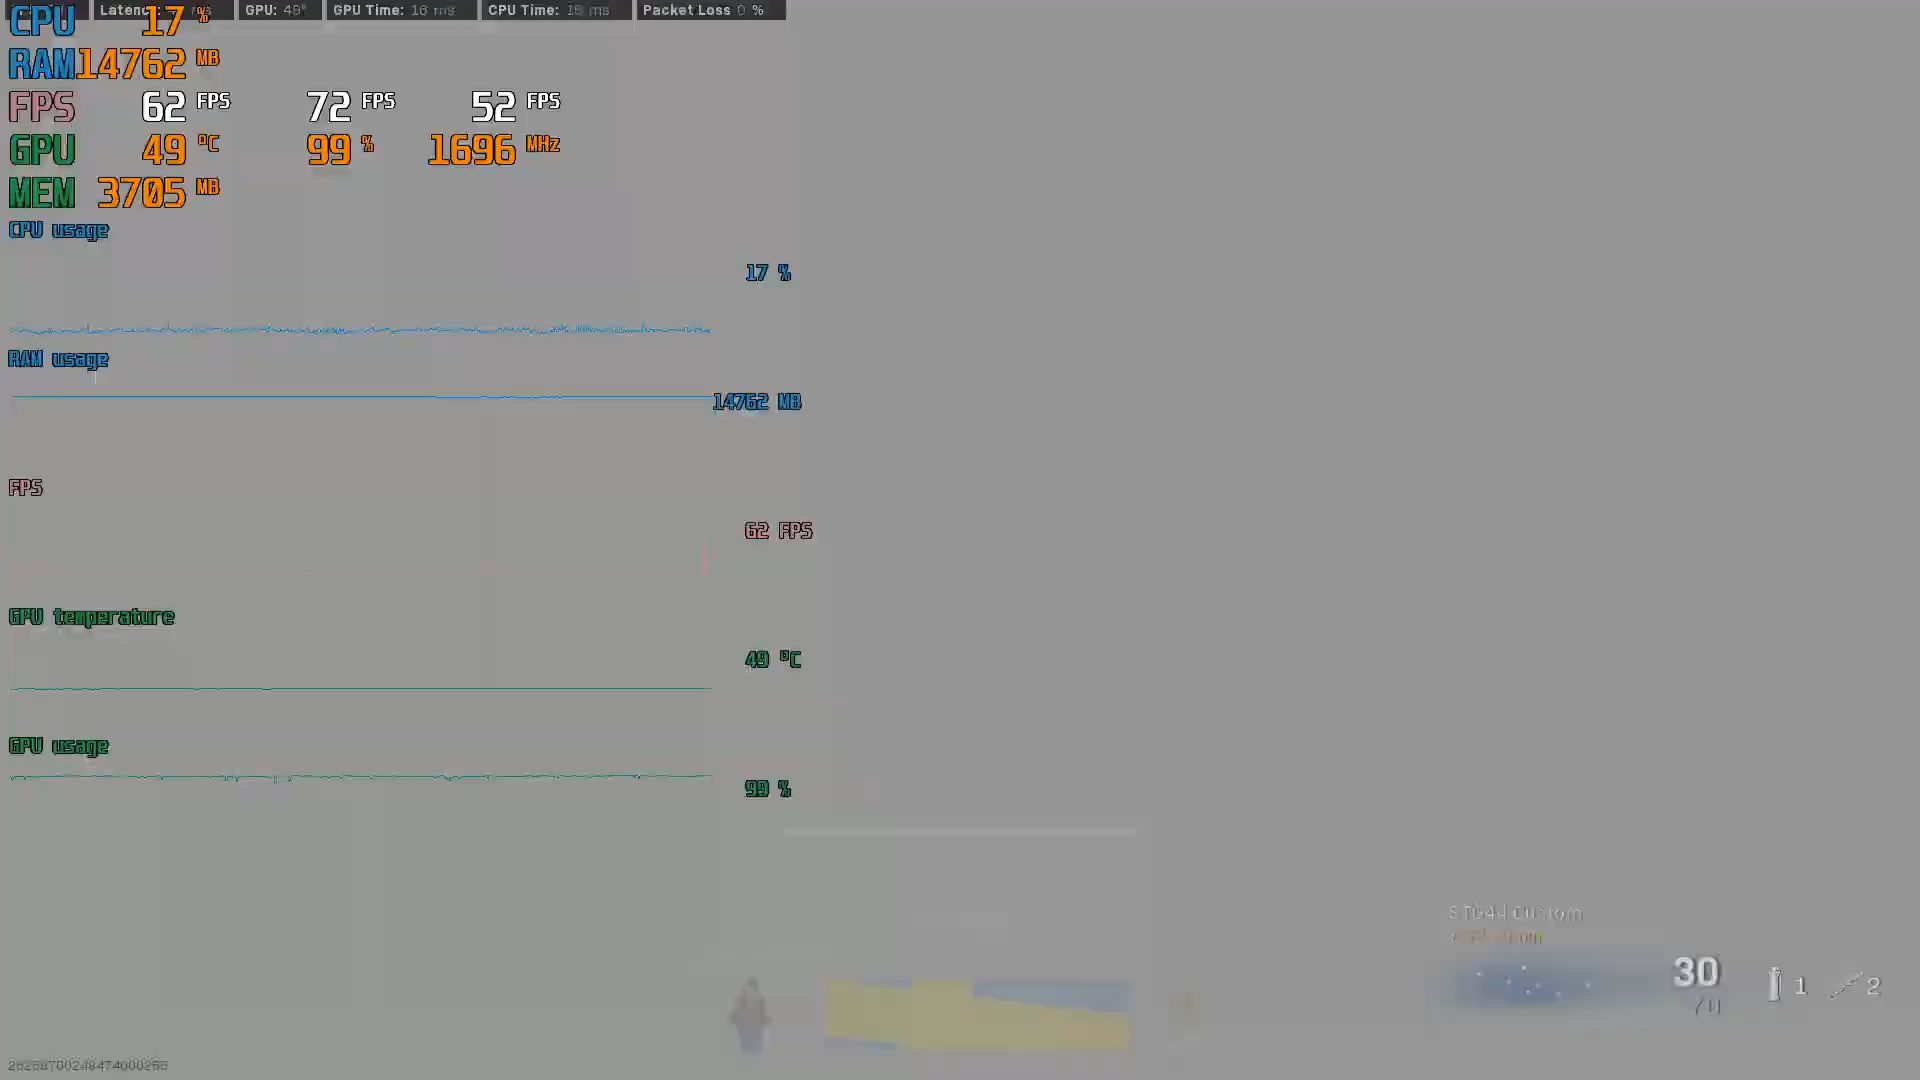 Latency GPU: 49° GPU Time: 16 ms CPU Time: 15 ms Packet Loss 0 %
CPU 17 %
RAM 14762 MB
FPS 62 FPS 72 FPS 52 FPS
GPU 49 °C 99 % 1696 MHz
MEM 3705 MB
CPU usage
17 %
RAM usage
14762 MB
FPS
62 FPS
GPU temperature
49 °C
GPU usage
99 %
STG44 Custom
30
1 2